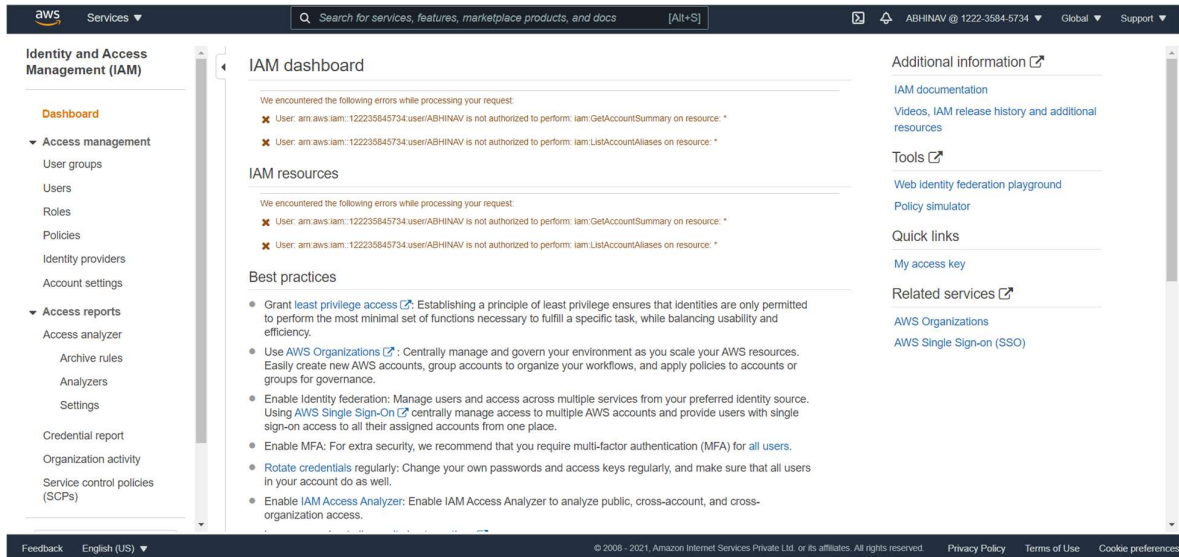 aws
Services ▼
Search for services, features, marketplace products, and docs
[Alt+S]
ABHINAV @ 1222-3584-5734 ▼
Global ▼
Support ▼
Identity and Access
Management (IAM)
Dashboard
Access management
User groups
Users
Roles
Policies
Identity providers
Account settings
Access reports
Access analyzer
Archive rules
Analyzers
Settings
Credential report
Organization activity
Service control policies
(SCPs)
IAM dashboard
We encountered the following errors while processing your request:
User: arn:aws:iam::122235845734:user/ABHINAV is not authorized to perform: iam:GetAccountSummary on resource: *
User: arn:aws:iam::122235845734:user/ABHINAV is not authorized to perform: iam:ListAccountAliases on resource: *
IAM resources
We encountered the following errors while processing your request:
User: arn:aws:iam::122235845734:user/ABHINAV is not authorized to perform: iam:GetAccountSummary on resource: *
User: arn:aws:iam::122235845734:user/ABHINAV is not authorized to perform: iam:ListAccountAliases on resource: *
Best practices
Grant least privilege access: Establishing a principle of least privilege ensures that identities are only permitted
to perform the most minimal set of functions necessary to fulfill a specific task, while balancing usability and
efficiency.
Use AWS Organizations : Centrally manage and govern your environment as you scale your AWS resources.
Easily create new AWS accounts, group accounts to organize your workflows, and apply policies to accounts or
groups for governance.
Enable Identity federation: Manage users and access across multiple services from your preferred identity source.
Using AWS Single Sign-On centrally manage access to multiple AWS accounts and provide users with single
sign-on access to all their assigned accounts from one place.
Enable MFA: For extra security, we recommend that you require multi-factor authentication (MFA) for all users.
Rotate credentials regularly: Change your own passwords and access keys regularly, and make sure that all users
in your account do as well.
Enable IAM Access Analyzer: Enable IAM Access Analyzer to analyze public, cross-account, and cross-
organization access.
Additional information
IAM documentation
Videos, IAM release history and additional
resources
Tools
Web identity federation playground
Policy simulator
Quick links
My access key
Related services
AWS Organizations
AWS Single Sign-on (SSO)
Feedback
English (US) ▼
© 2008 - 2021, Amazon Internet Services Private Ltd. or its affiliates. All rights reserved.
Privacy Policy
Terms of Use
Cookie preferences